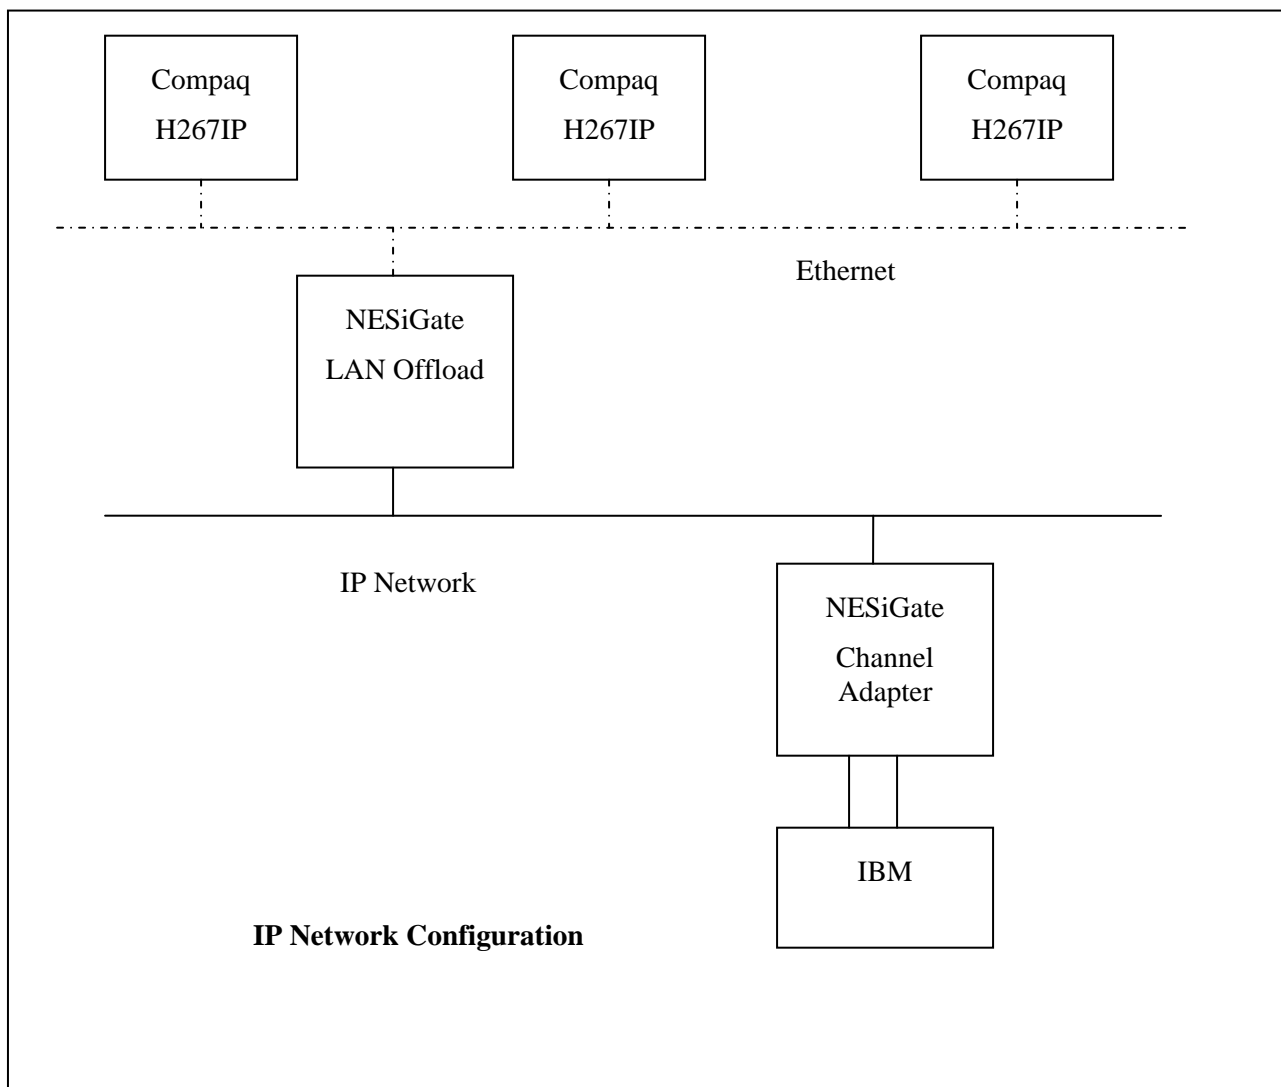 Compaq
H267IP
Compaq
H267IP
Compaq
H267IP
Ethernet
NESiGate
LAN Offload
IP Network
NESiGate
Channel
Adapter
IBM
IP Network Configuration